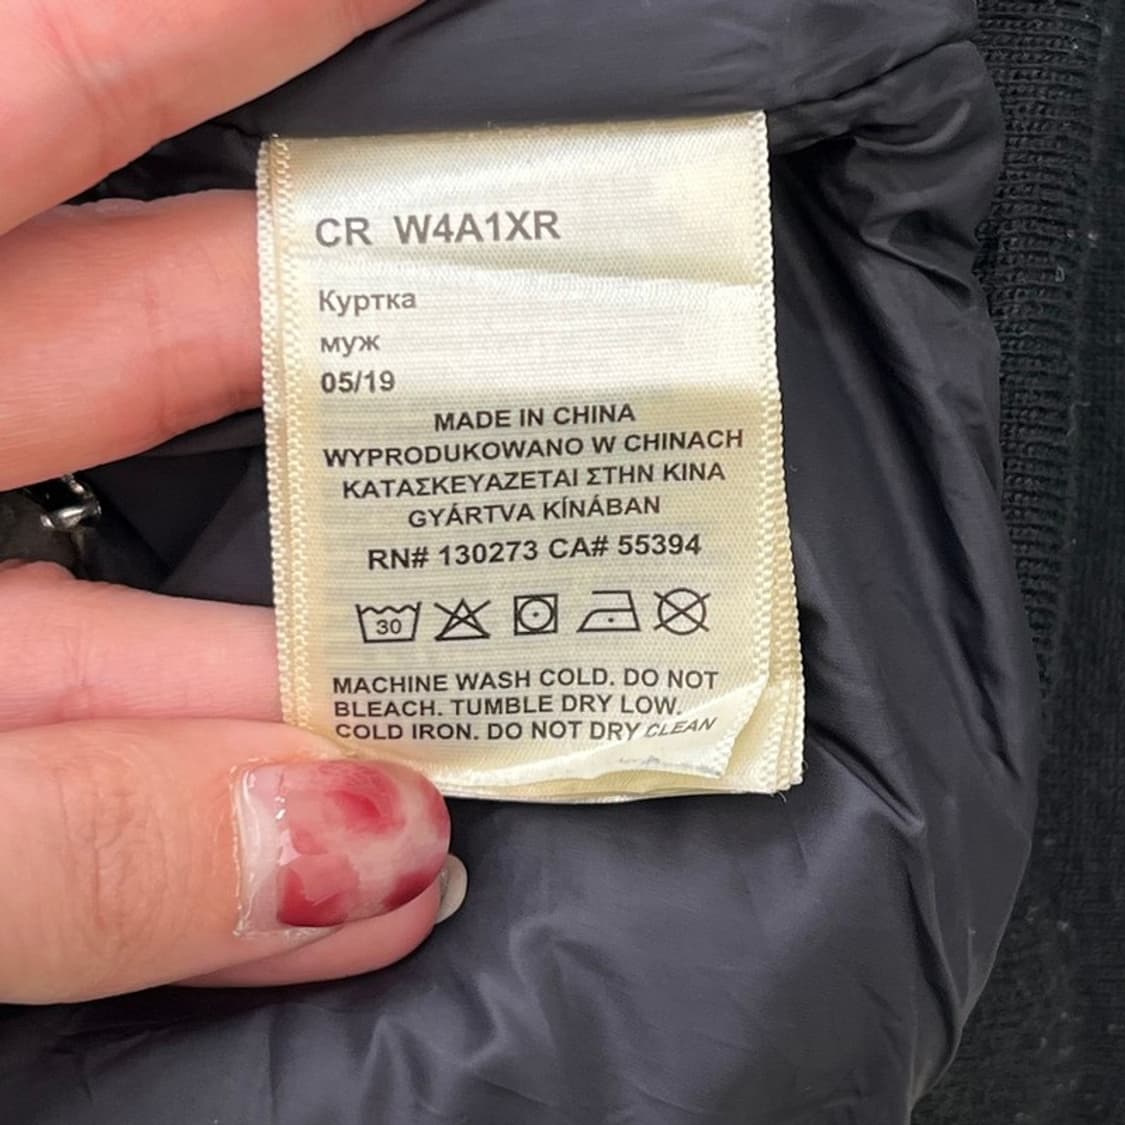 CR W4A1XR
Куртка
муж
05/19
MADE IN CHINA
WYPRODUKOWANO W CHINACH
ΚΑΤΑΣΚΕΥΑΖΕΤΑΙ ΣΤΗΝ ΚΙΝΑ
GYÁRTVA KÍNÁBAN
RN# 130273 CA# 55394
30
MACHINE WASH COLD. DO NOT
BLEACH. TUMBLE DRY LOW.
COLD IRON. DO NOT DRY CLEAN